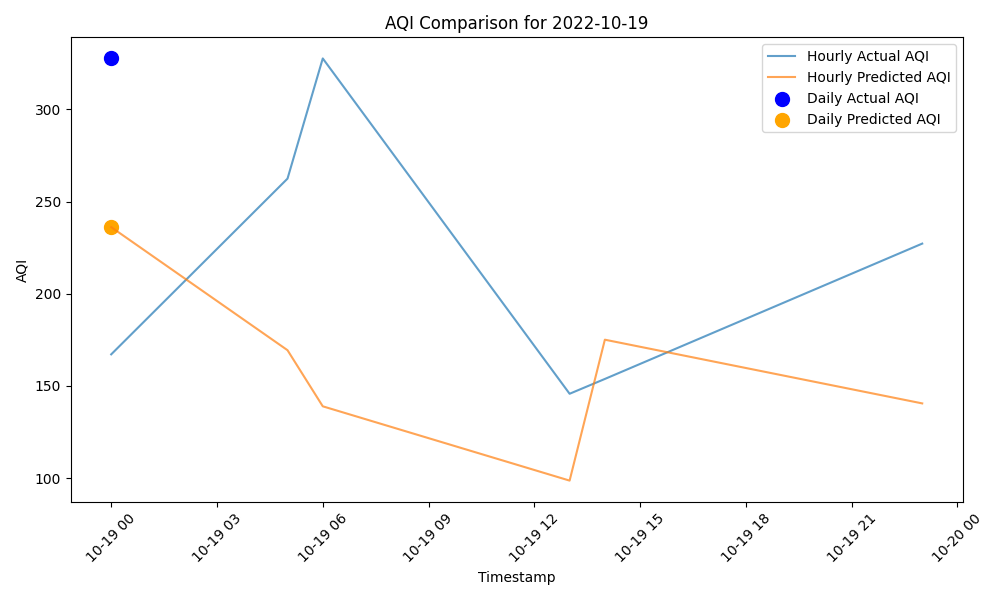 AQI Comparison for 2022-10-19
Hourly Actual AQI
Hourly Predicted AQI
Daily Actual AQI
Daily Predicted AQI
AQI
300
250
200
150
100
10-19 00
10-19 03
10-19 06
10-19 09
10-19 12
10-19 15
10-19 18
10-19 21
10-20 00
Timestamp